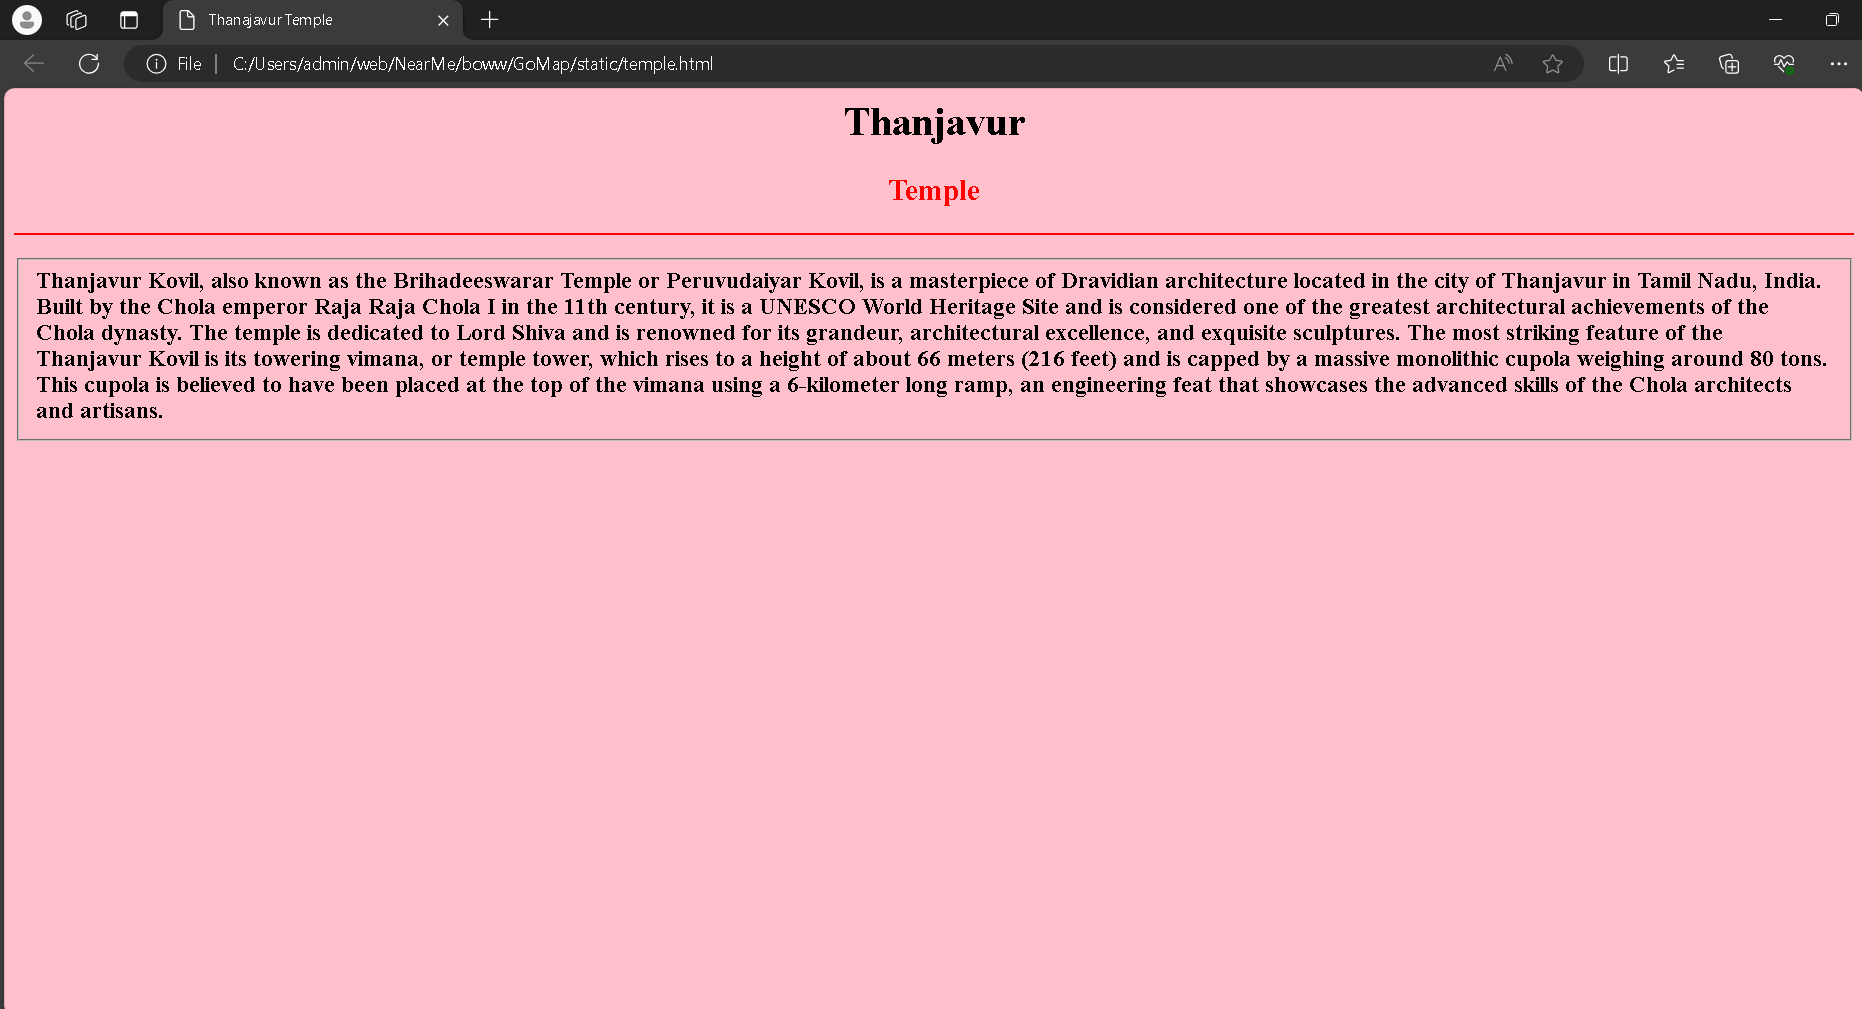 Thanajavur Temple
File
C:/Users/admin/web/NearMe/boww/GoMap/static/temple.html
Thanjavur
Temple
Thanjavur Kovil, also known as the Brihadeeswarar Temple or Peruvudaiyar Kovil, is a masterpiece of Dravidian architecture located in the city of Thanjavur in Tamil Nadu, India.
Built by the Chola emperor Raja Raja Chola I in the 11th century, it is a UNESCO World Heritage Site and is considered one of the greatest architectural achievements of the
Chola dynasty. The temple is dedicated to Lord Shiva and is renowned for its grandeur, architectural excellence, and exquisite sculptures. The most striking feature of the
Thanjavur Kovil is its towering vimana, or temple tower, which rises to a height of about 66 meters (216 feet) and is capped by a massive monolithic cupola weighing around 80 tons.
This cupola is believed to have been placed at the top of the vimana using a 6-kilometer long ramp, an engineering feat that showcases the advanced skills of the Chola architects
and artisans.